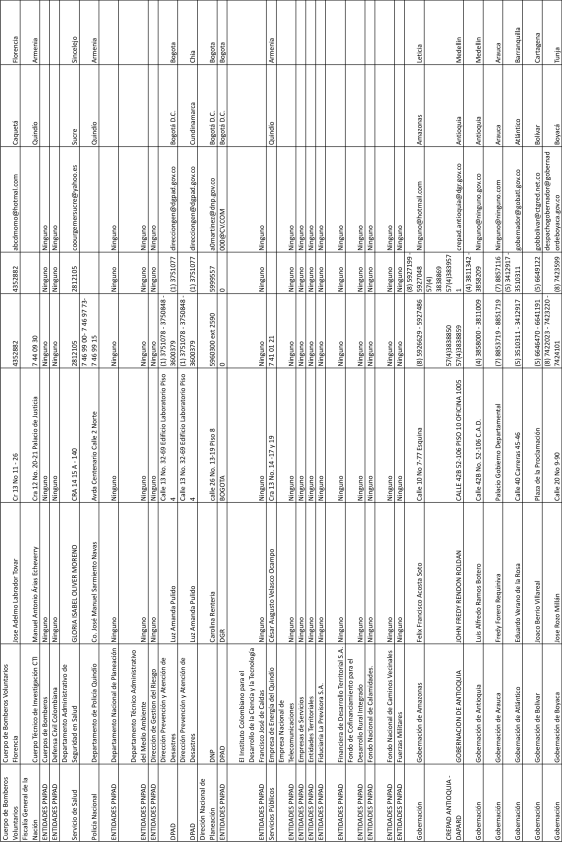 Cuerpo de Bomberos Voluntarios Cuerpo de Bomberos Voluntarios Florencia Jose Adelmo Labrador Tovar Cr 13 No 11 - 26 4352882 4352882 abcdmomo@hotmail.com Caquetá Florencia
Fiscalia General de la Nación Cuerpo Técnico de Investigación CTI Manuel Antonio Árias Echeverry Cra 12 No. 20-21 Palacio de Justicia 7 44 09 30 Ninguno Ninguno Quindio Armenia
ENTIDADES PNPAD Cuerpo de Bomberos Ninguno Ninguno Ninguno Ninguno Ninguno
ENTIDADES PNPAD Defensa Civil Colombiana Ninguno Ninguno Ninguno Ninguno Ninguno
Servicio de Salud Departamento Administrativo de Seguridad en Salud GLORIA ISABEL OLIVER MORENO CRA 14 15 A - 140 2812105 2812105 coourgemersucre@yahoo.es Sucre Sincelejo
Policia Nacional Departamento de Policía Quindio Co. José Manuel Sarmiento Navas Avda Centenario Calle 2 Norte 7 46 99 06- 7 46 97 73- 7 46 99 15 Quindio Armenia
ENTIDADES PNPAD Departamento Nacional de Planeación Ninguno Ninguno Ninguno Ninguno Ninguno
ENTIDADES PNPAD Departamento Técnico Administrativo del Medio Ambiente Ninguno Ninguno Ninguno Ninguno Ninguno
ENTIDADES PNPAD Dirección de Gestión del Riesgo Ninguno Ninguno Ninguno Ninguno Ninguno
DPAD Dirección Prevención y Atención de Desastres Luz Amanda Pulido Calle 13 No. 32-69 Edificio Laboratorio Piso 4 (1) 3751078 - 3750848 - 3600379 (1) 3751077 direcciongen@dgpad.gov.co Bogotá D.C. Bogota
DPAD Dirección Prevención y Atención de Desastres Luz Amanda Pulido Calle 13 No. 32-69 Edificio Laboratorio Piso 4 (1) 3751078 - 3750848 - 3600379 (1) 3751077 direcciongen@dgpad.gov.co Cundinamarca Chia
Direción Nacional de Planeación DNP Carolina Renteria calle 26 No. 13-19 Piso 8 5960300 ext 2590 5999557 a0martinez@dnp.gov.co Bogotá D.C. Bogota
ENTIDADES PNPAD DPAD DGR BOGOTA 0 000@CV.COM Bogotá D.C. Bogota
ENTIDADES PNPAD El Instituto Colombiano para el Desarrollo de la Ciencia y la Tecnología Francisco José de Caldas Ninguno Ninguno Ninguno Ninguno Ninguno
Servicios Públicos Empresa de Energía del Quindio César Augusto Velasco Ocampo Cra 13 No. 14 -17 y 19 7 41 01 21 Ninguno Quindio Armenia
ENTIDADES PNPAD Empresa Nacional de Telecomunicaciones Ninguno Ninguno Ninguno Ninguno Ninguno
ENTIDADES PNPAD Empresas de Servicios Ninguno Ninguno Ninguno Ninguno Ninguno
ENTIDADES PNPAD Entidades Territoriales Ninguno Ninguno Ninguno Ninguno Ninguno
ENTIDADES PNPAD Fiduciaria La Previsora S.A. Ninguno Ninguno Ninguno Ninguno Ninguno
ENTIDADES PNPAD Financiera de Desarrollo Territorial S.A. Ninguno Ninguno Ninguno Ninguno Ninguno
ENTIDADES PNPAD Fondo de Cofinanciamiento para el Desarrollo Rural Integrado Ninguno Ninguno Ninguno Ninguno Ninguno
ENTIDADES PNPAD Fondo Nacional de Calamidades. Ninguno Ninguno Ninguno Ninguno Ninguno
ENTIDADES PNPAD Fondo Nacional de Caminos Vecinales Ninguno Ninguno Ninguno Ninguno Ninguno
ENTIDADES PNPAD Fuerzas Militares Ninguno Ninguno Ninguno Ninguno Ninguno
Gobernación Gobernación de Amazonas Felix Francisco Acosta Soto Calle 10 No 7-77 Esquina (8) 5926629 - 5927486 (8) 5927199 - 5927048 Ninguno@hotmail.com Amazonas Leticia
CREPAD ANTIOQUIA - DAPARD GOBERNACION DE ANTIOQUIA JOHN FREDY RENDON ROLDAN CALLE 42B 52-106 PISO 10 OFICINA 1005 57(4)3838850 57(4)3838859 57(4) 3838869 57(4)383957 1 crepad.antioquia@dgr.gov.co Antioquia Medellin
Gobernación Gobernación de Antioquia Luis Alfredo Ramos Botero Calle 42B No. 52-106 C.A.D. (4) 3858000 - 3811009 (4) 3811342 - 3858209 Ninguno@ninguno.gov.co Antioquia Medellin
Gobernación Gobernación de Arauca Fredy Forero Requiniva Palacio Gobierno Departamental (7) 8853719 - 8851719 (7) 8857116 Ninguno@ninguno.com Arauca Arauca
Gobernación Gobernación de Atlántico Eduardo Verano de la Rosa Calle 40 Carreras 45-46 (5) 3510311 - 3412917 (5) 3412917 - 3510311 gobernador@gobatl.gov.co Atlántico Barranquilla
Gobernación Gobernación de Bolívar Joaco Berrio Villareal Plaza de la Proclamación (5) 6646470 - 6641191 (5) 6649122 gobbolivar@ctgred.net.co Bolivar Cartagena
Gobernación Gobernación de Boyaca Jose Rozo Millán Calle 20 No 9-90 (8) 7422023 - 7423220 - 7424101 (8) 7423599 despachogobernador@gobernadordeboyaca.gov.co Boyacá Tunja